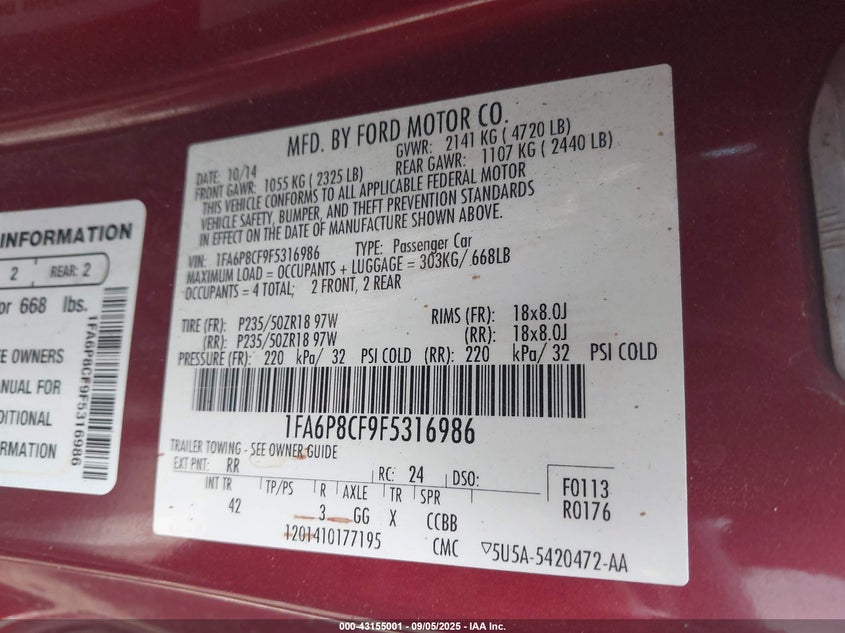 MFD. BY FORD MOTOR CO.
DATE: 10/14 GVWR: 2141 KG ( 4720 LB)
FRONT GAWR: 1055 KG ( 2325 LB) REAR GAWR: 1107 KG ( 2440 LB)
THIS VEHICLE CONFORMS TO ALL APPLICABLE FEDERAL MOTOR
VEHICLE SAFETY, BUMPER, AND THEFT PREVENTION STANDARDS
IN EFFECT ON THE DATE OF MANUFACTURE SHOWN ABOVE.
VIN: 1FA6P8CF9F5316986 TYPE: Passenger Car
MAXIMUM LOAD = OCCUPANTS + LUGGAGE = 303KG/ 668LB
OCCUPANTS = 4 TOTAL; 2 FRONT, 2 REAR
TIRE (FR): P235/50ZR18 97W RIMS (FR): 18x8.0J
(RR): P235/50ZR18 97W (RR): 18x8.0J
PRESSURE (FR): 220 kPa/ 32 PSI COLD (RR): 220 kPa/ 32 PSI COLD
1FA6P8CF9F5316986
TRAILER TOWING - SEE OWNER GUIDE
EXT PNT: RR RC: 24 DSO: F0113
INT TR TP/PS R AXLE TR SPR R0176
42 3 GG X CCBB
1201410177195 CMC ▽5U5A-5420472-AA
INFORMATION
2 REAR: 2
or 668 lbs.
OWNERS
MANUAL FOR
DITIONAL
ORMATION
1FA6P8CF9F5316986
000-43155001 - 09/05/2025 - IAA Inc.